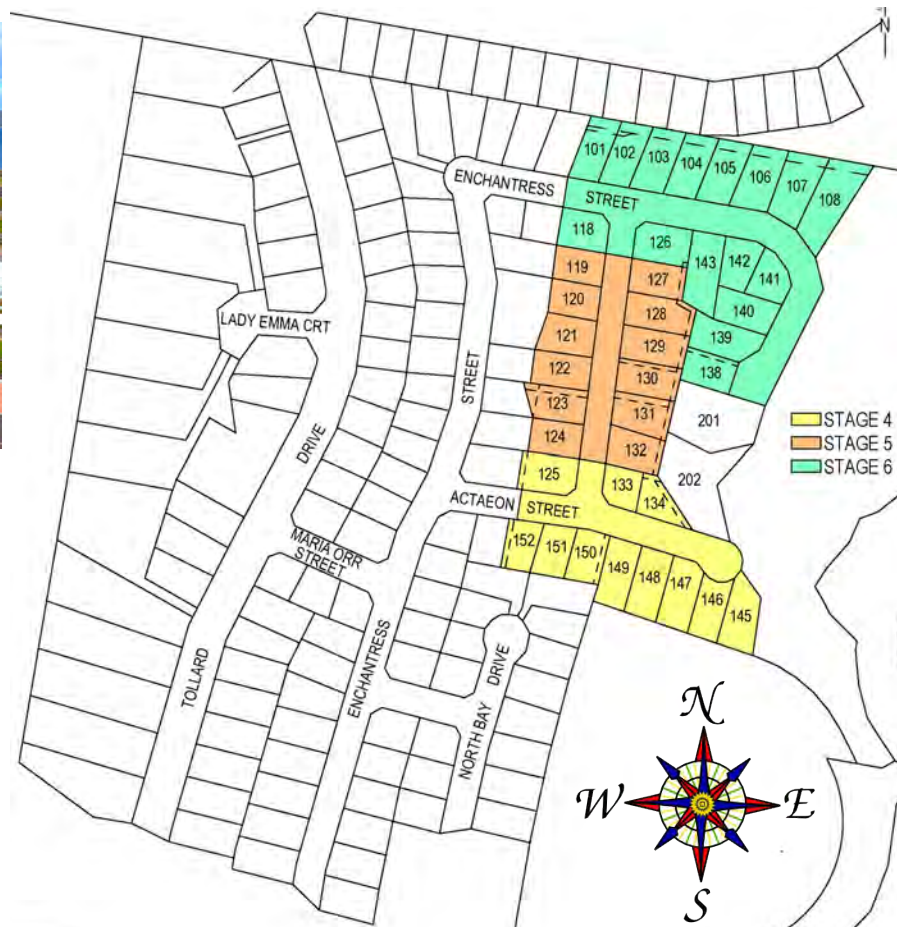 N
101
102
103
104
105
106
107
108
ENCHANTRESS
STREET
118
126
143
142
141
140
139
138
119
127
120
128
121
129
122
130
123
131
124
132
LADY EMMA CRT
STREET
DRIVE
201
202
STAGE 4
STAGE 5
STAGE 6
125
133
134
ACTAEON
STREET
MARIA ORR
STREET
152
151
150
149
148
147
146
145
TOLLARD
ENCHANTRESS
NORTH BAY
DRIVE
N
W
E
S